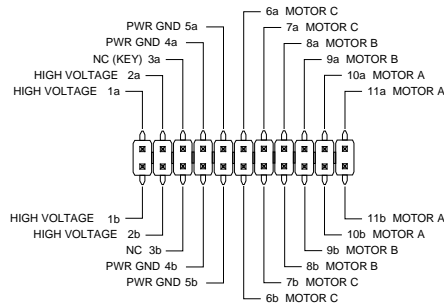 6a MOTOR C
PWR GND 5a
7a MOTOR C
PWR GND 4a
8a MOTOR B
NC (KEY) 3a
9a MOTOR B
HIGH VOLTAGE 2a
10a MOTOR A
HIGH VOLTAGE 1a
11a MOTOR A
HIGH VOLTAGE 1b
11b MOTOR A
HIGH VOLTAGE 2b
10b MOTOR A
NC 3b
9b MOTOR B
PWR GND 4b
8b MOTOR B
PWR GND 5b
7b MOTOR C
6b MOTOR C